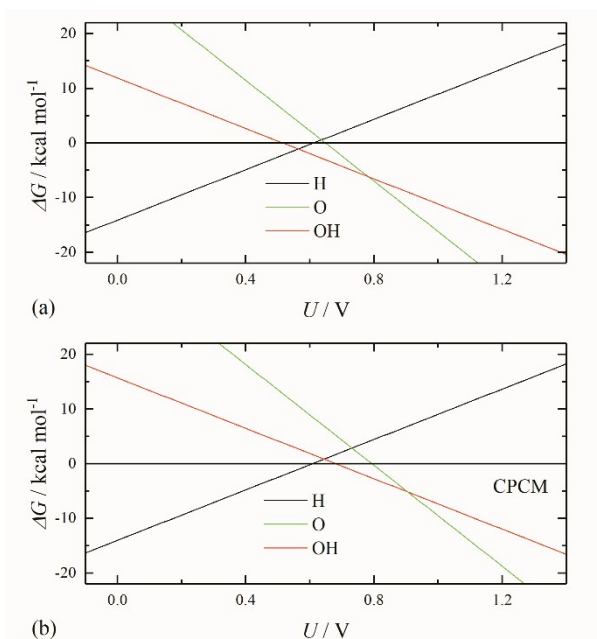 20
10
0
-10
-20
ΔG / kcal mol⁻¹
H
O
OH
0.0 0.4 0.8 1.2
(a)
U / V
20
10
0
-10
-20
ΔG / kcal mol⁻¹
CPCM
H
O
OH
0.0 0.4 0.8 1.2
(b)
U / V